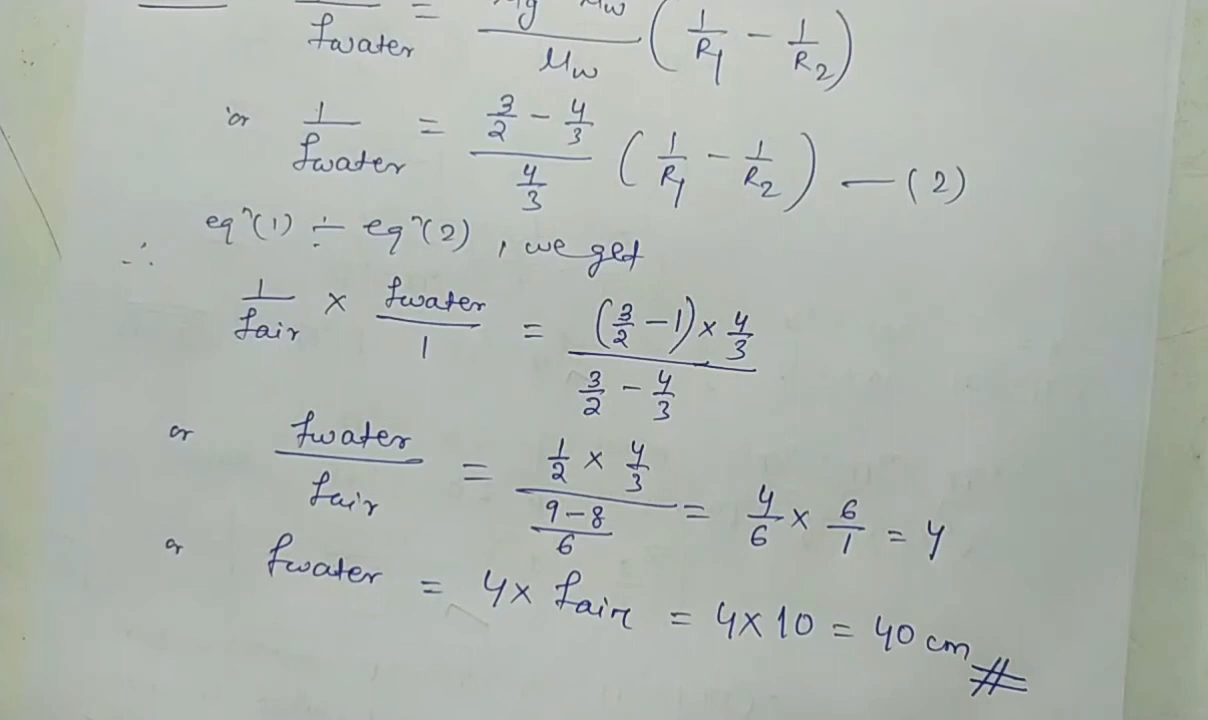 1/fwater = (μg - μw)/μw (1/R1 - 1/R2)
or 1/fwater = (3/2 - 4/3)/(4/3) (1/R1 - 1/R2) — (2)
∴ eqⁿ(1) ÷ eqⁿ(2), we get
1/fair × fwater/1 = ((3/2 - 1) × 4/3)/(3/2 - 4/3)
or fwater/fair = (1/2 × 4/3)/((9-8)/6) = 4/6 × 6/1 = 4
or fwater = 4× fair = 4×10 = 40 cm #